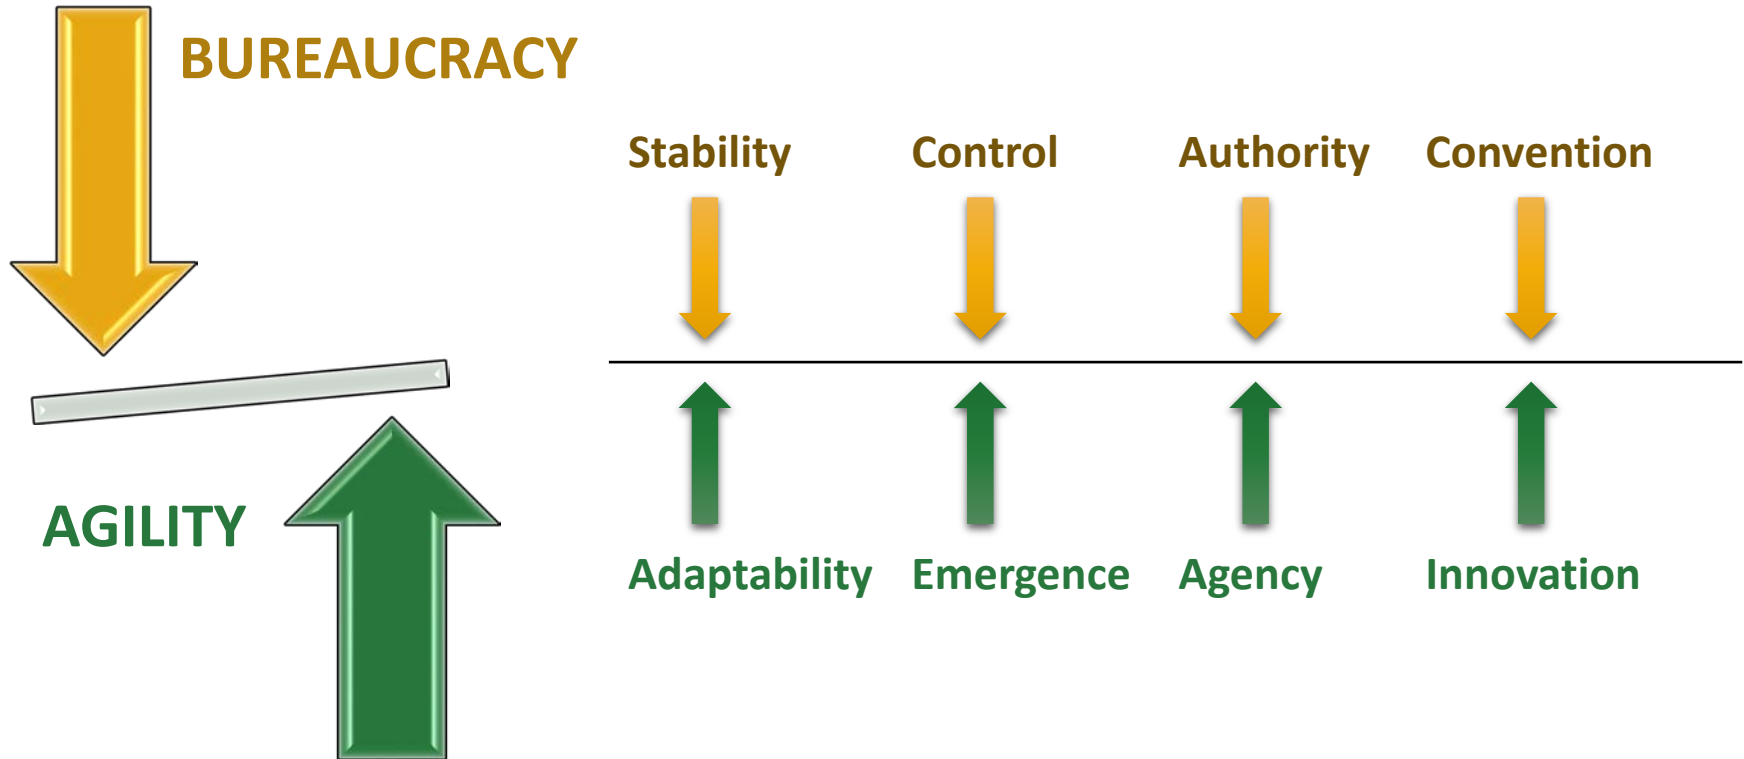 BUREAUCRACY
Stability Control Authority Convention
AGILITY
Adaptability Emergence Agency Innovation